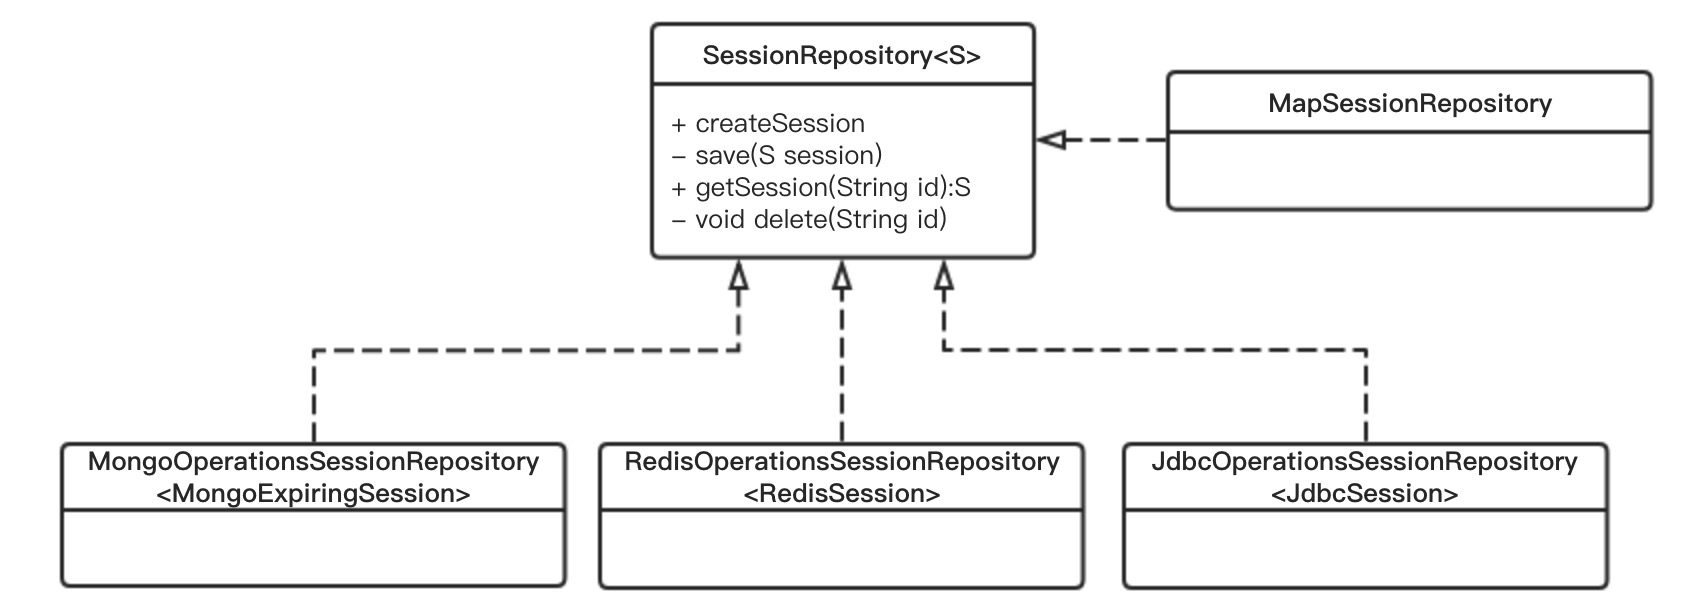 SessionRepository<S>
+ createSession
– save(S session)
+ getSession(String id):S
– void delete(String id)
MapSessionRepository
MongoOperationsSessionRepository
<MongoExpiringSession>
RedisOperationsSessionRepository
<RedisSession>
JdbcOperationsSessionRepository
<JdbcSession>